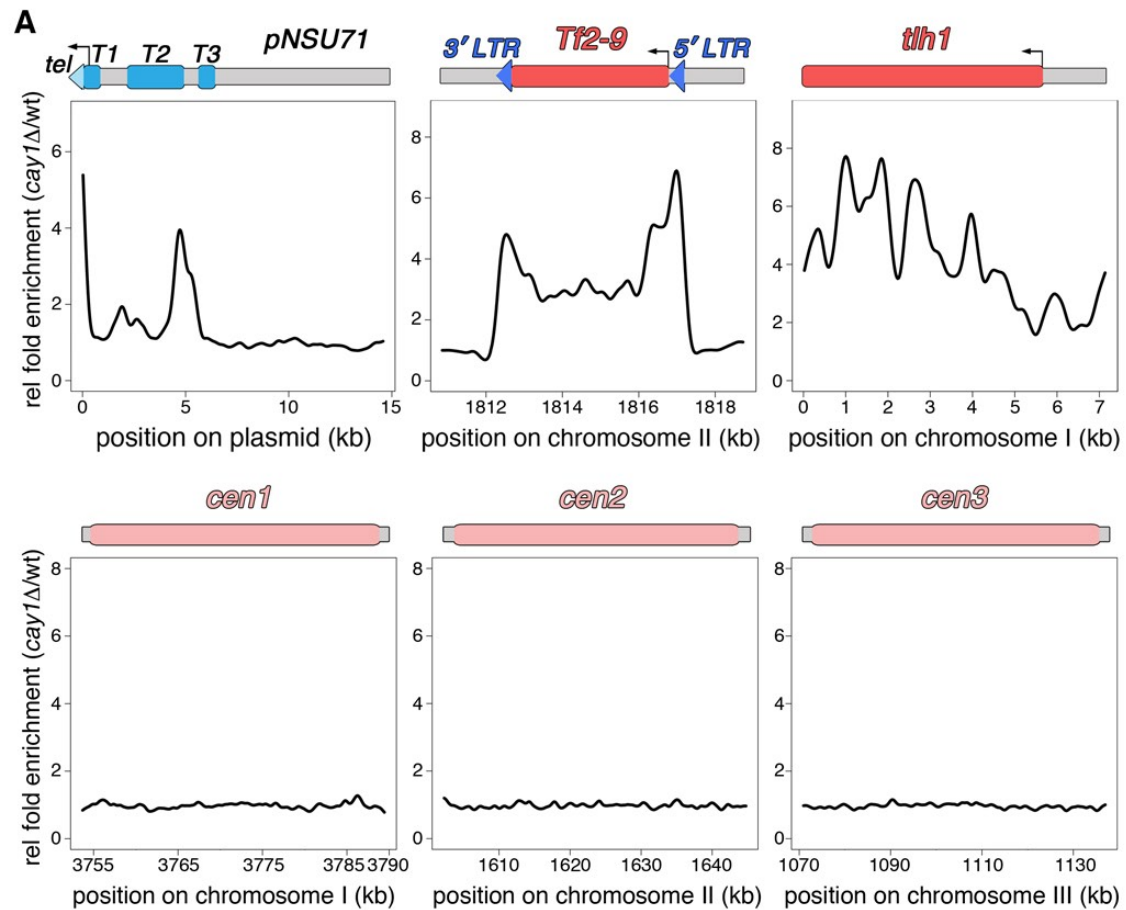 A
tel T1 T2 T3 pNSU71
3′ LTR Tf2-9 5′ LTR
tlh1
rel fold enrichment (cay1Δ/wt)
6
4
2
0
8
6
4
2
0
8
6
4
2
0
0 5 10 15
1812 1814 1816 1818
0 1 2 3 4 5 6 7
position on plasmid (kb)
position on chromosome II (kb)
position on chromosome I (kb)
cen1
cen2
cen3
rel fold enrichment (cay1Δ/wt)
8
6
4
2
0
8
6
4
2
0
8
6
4
2
0
3755 3765 3775 3785 3790
1610 1620 1630 1640
1070 1090 1110 1130
position on chromosome I (kb)
position on chromosome II (kb)
position on chromosome III (kb)